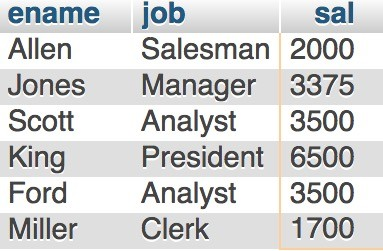 ename job sal
Allen Salesman 2000
Jones Manager 3375
Scott Analyst 3500
King President 6500
Ford Analyst 3500
Miller Clerk 1700